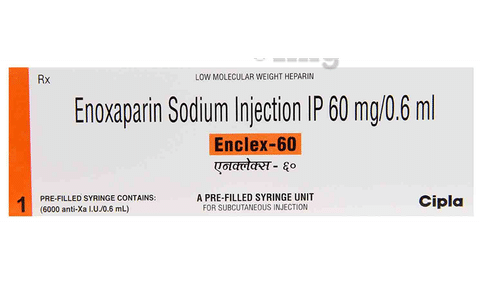 Rx
LOW MOLECULAR WEIGHT HEPARIN
Enoxaparin Sodium Injection IP 60 mg/0.6 ml
Enclex-60
एनक्लेक्स - ६०
1
PRE-FILLED SYRINGE CONTAINS:
(6000 anti-Xa I.U./0.6 mL)
A PRE-FILLED SYRINGE UNIT
FOR SUBCUTANEOUS INJECTION
Cipla